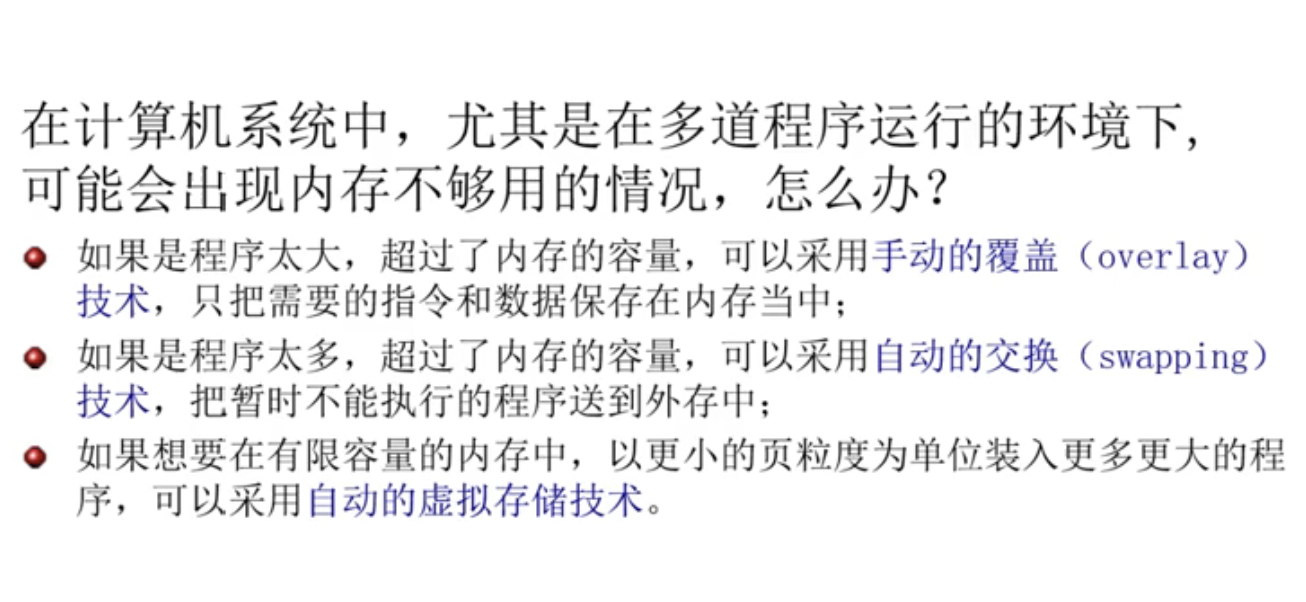 在计算机系统中，尤其是在多道程序运行的环境下,
可能会出现内存不够用的情况，怎么办?
如果是程序太大，超过了内存的容量，可以采用手动的覆盖（overlay）
技术，只把需要的指令和数据保存在内存当中；
如果是程序太多，超过了内存的容量，可以采用自动的交换（swapping）
技术，把暂时不能执行的程序送到外存中；
如果想要在有限容量的内存中，以更小的页粒度为单位装入更多更大的程
序，可以采用自动的虚拟存储技术。